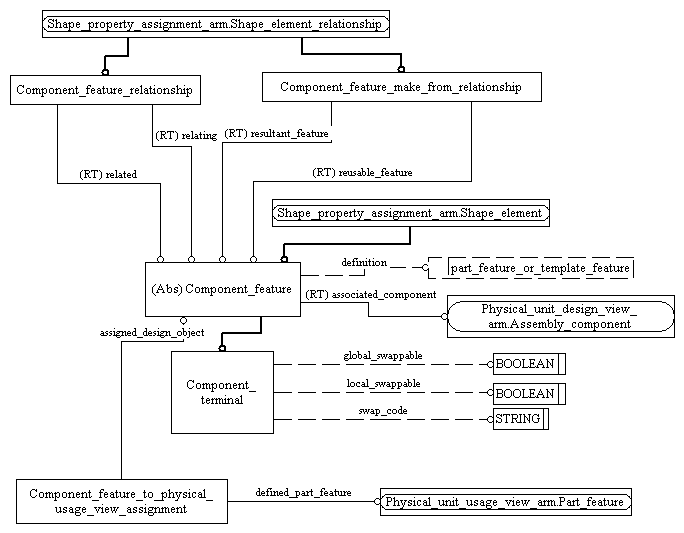 Shape_property_assignment_arm.Shape_element_relationship
Component_feature_relationship
Component_feature_make_from_relationship
(RT) relating
(RT) resultant_feature
(RT) related
(RT) reusable_feature
Shape_property_assignment_arm.Shape_element
definition
part_feature_or_template_feature
(Abs) Component_feature
(RT) associated_component
Physical_unit_design_view_
arm.Assembly_component
assigned_design_object
Component_
terminal
global_swappable
BOOLEAN
local_swappable
BOOLEAN
swap_code
STRING
Component_feature_to_physical_
usage_view_assignment
defined_part_feature
Physical_unit_usage_view_arm.Part_feature